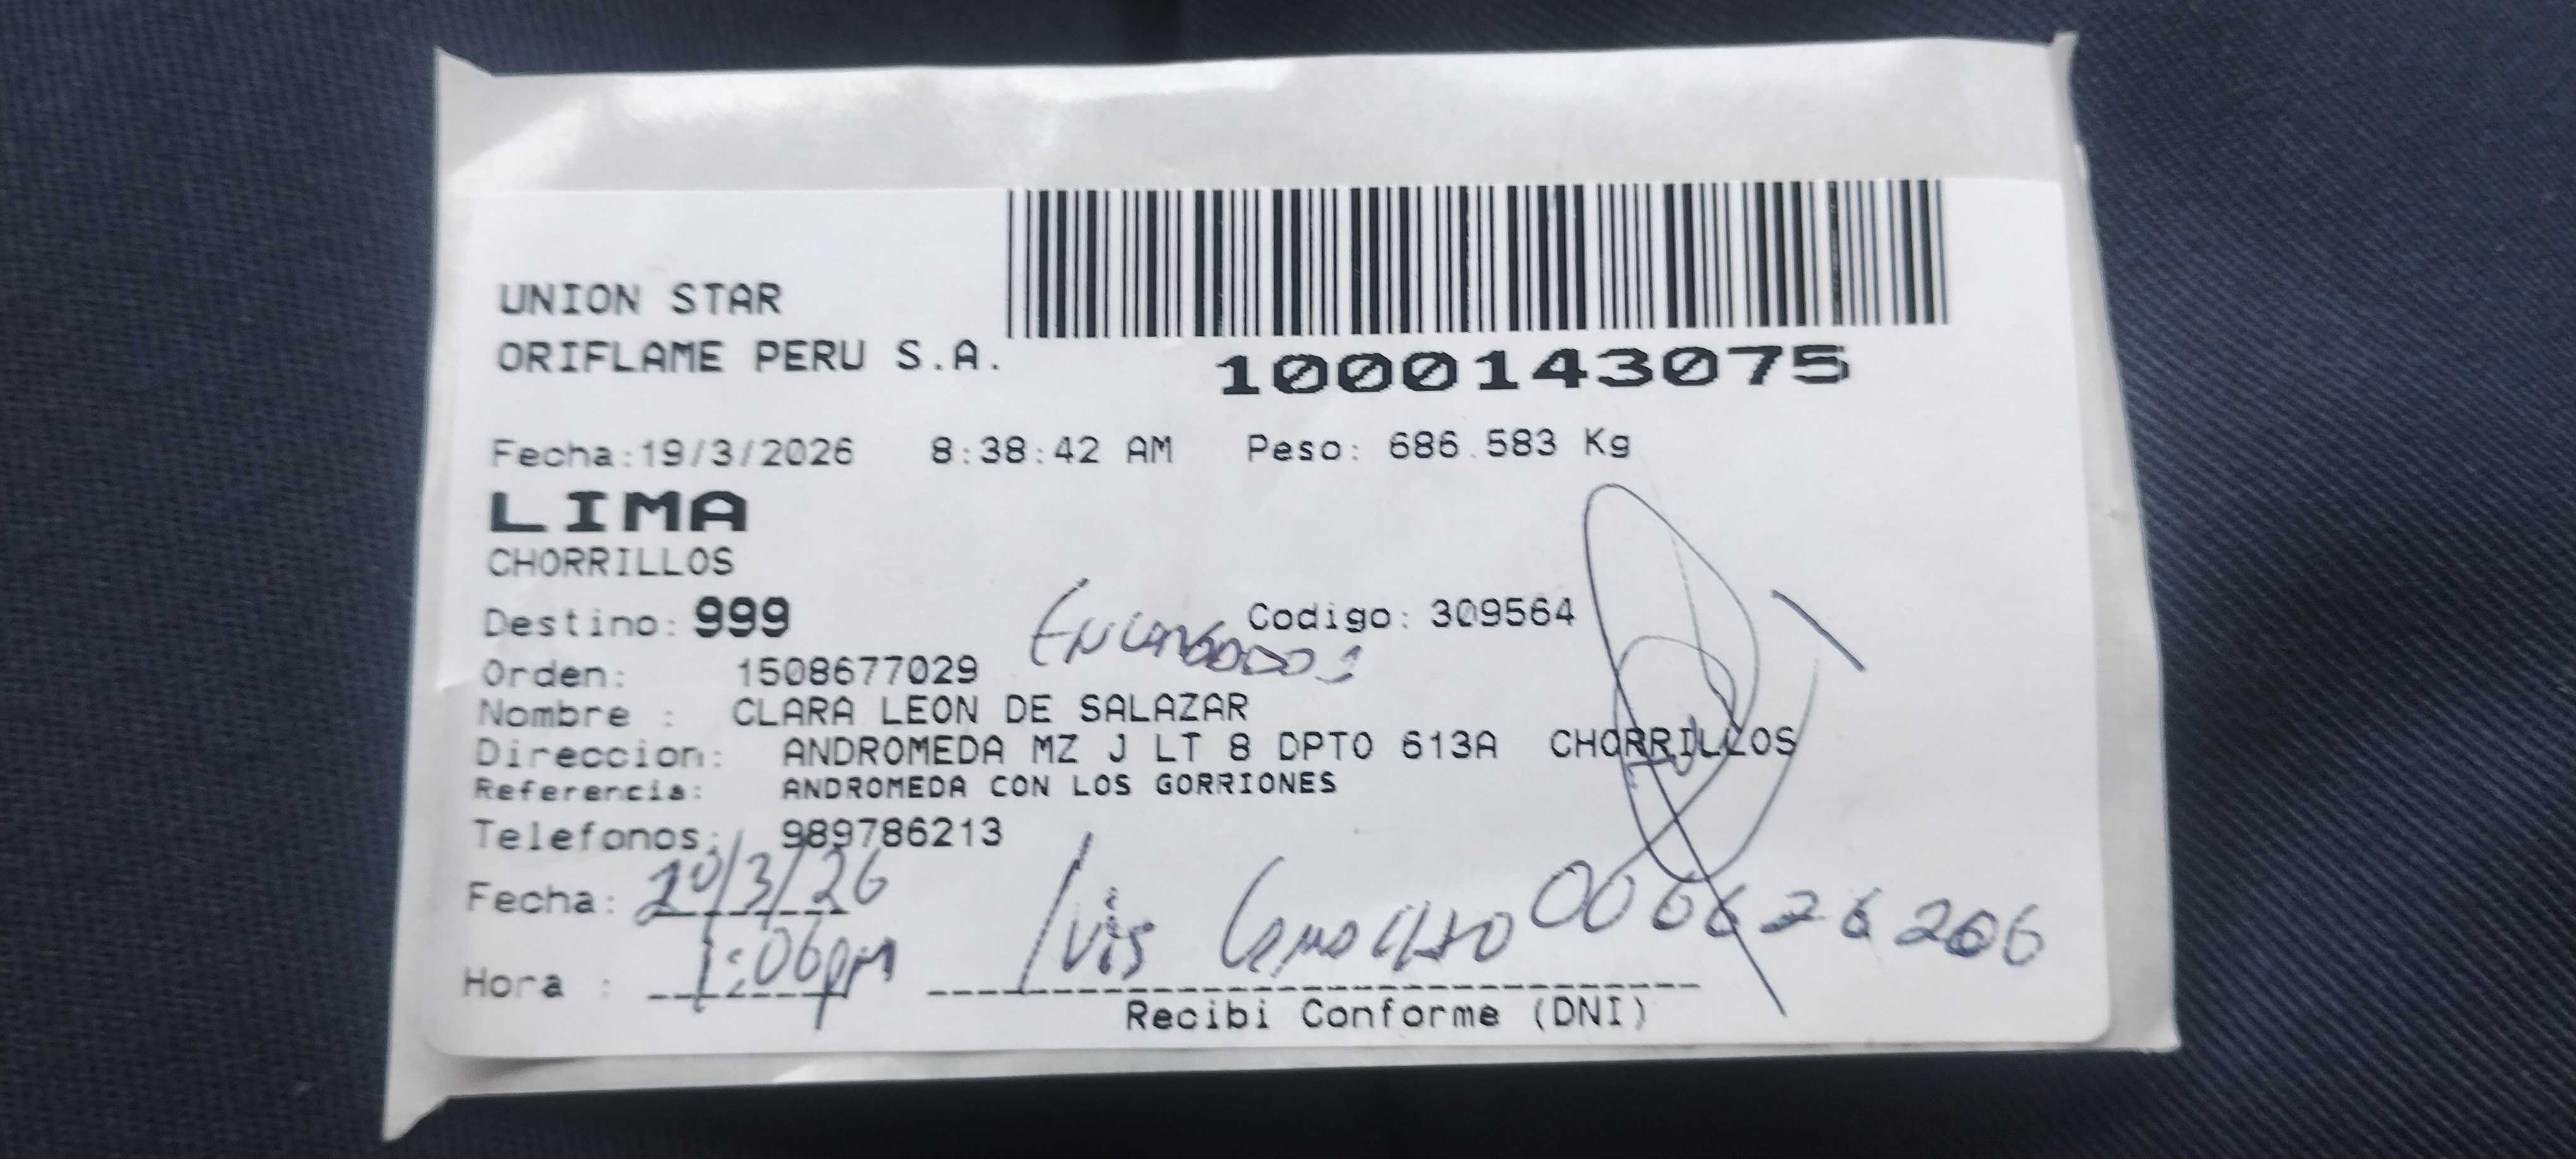 UNION STAR
ORIFLAME PERU S.A.
1000143075
Fecha:19/3/2026 8:38:42 AM Peso: 686.583 Kg
LIMA
CHORRILLOS
Destino: 999 Codigo: 309564
Orden: 1508677029
Nombre : CLARA LEON DE SALAZAR
Direccion: ANDROMEDA MZ J LT 8 DPTO 613A CHORRILLOS
Referencia: ANDROMEDA CON LOS GORRIONES
Telefonos: 989786213
Fecha: 20/3/26
Hora : 1:06pm Luis 006626206
Recibi Conforme (DNI)